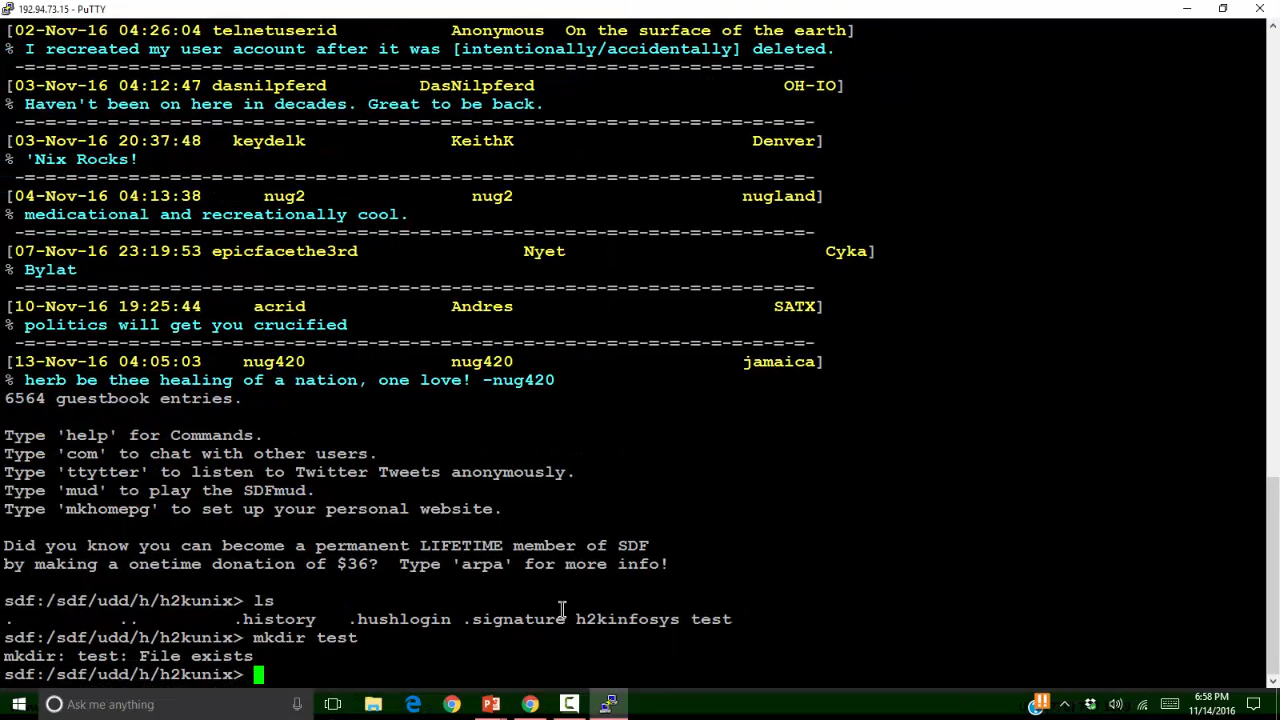 192.94.73.15 - PuTTY
[02-Nov-16 04:26:04 telnetuserid Anonymous On the surface of the earth]
% I recreated my user account after it was [intentionally/accidentally] deleted.
-=-=-=-=-=-=-=-=-=-=-=-=-=-=-=-=-=-=-=-=-=-=-=-=-=-=-=-=-=-=-=-=-=-=-=-=-=-=-
[03-Nov-16 04:12:47 dasnilpferd DasNilpferd OH-IO]
% Haven't been on here in decades. Great to be back.
-=-=-=-=-=-=-=-=-=-=-=-=-=-=-=-=-=-=-=-=-=-=-=-=-=-=-=-=-=-=-=-=-=-=-=-=-=-=-
[03-Nov-16 20:37:48 keydelk KeithK Denver]
% 'Nix Rocks!
-=-=-=-=-=-=-=-=-=-=-=-=-=-=-=-=-=-=-=-=-=-=-=-=-=-=-=-=-=-=-=-=-=-=-=-=-=-=-
[04-Nov-16 04:13:38 nug2 nug2 nugland]
% medicational and recreationally cool.
-=-=-=-=-=-=-=-=-=-=-=-=-=-=-=-=-=-=-=-=-=-=-=-=-=-=-=-=-=-=-=-=-=-=-=-=-=-=-
[07-Nov-16 23:19:53 epicfacethe3rd Nyet Cyka]
% Bylat
-=-=-=-=-=-=-=-=-=-=-=-=-=-=-=-=-=-=-=-=-=-=-=-=-=-=-=-=-=-=-=-=-=-=-=-=-=-=-
[10-Nov-16 19:25:44 acrid Andres SATX]
% politics will get you crucified
-=-=-=-=-=-=-=-=-=-=-=-=-=-=-=-=-=-=-=-=-=-=-=-=-=-=-=-=-=-=-=-=-=-=-=-=-=-=-
[13-Nov-16 04:05:03 nug420 nug420 jamaica]
% herb be thee healing of a nation, one love! -nug420
6564 guestbook entries.
Type 'help' for Commands.
Type 'com' to chat with other users.
Type 'ttytter' to listen to Twitter Tweets anonymously.
Type 'mud' to play the SDFmud.
Type 'mkhomepg' to set up your personal website.
Did you know you can become a permanent LIFETIME member of SDF
by making a onetime donation of $36? Type 'arpa' for more info!
sdf:/sdf/udd/h/h2kunix> ls
. .. .history .hushlogin .signature h2kinfosys test
sdf:/sdf/udd/h/h2kunix> mkdir test
mkdir: test: File exists
sdf:/sdf/udd/h/h2kunix>
Ask me anything
6:58 PM
11/14/2016